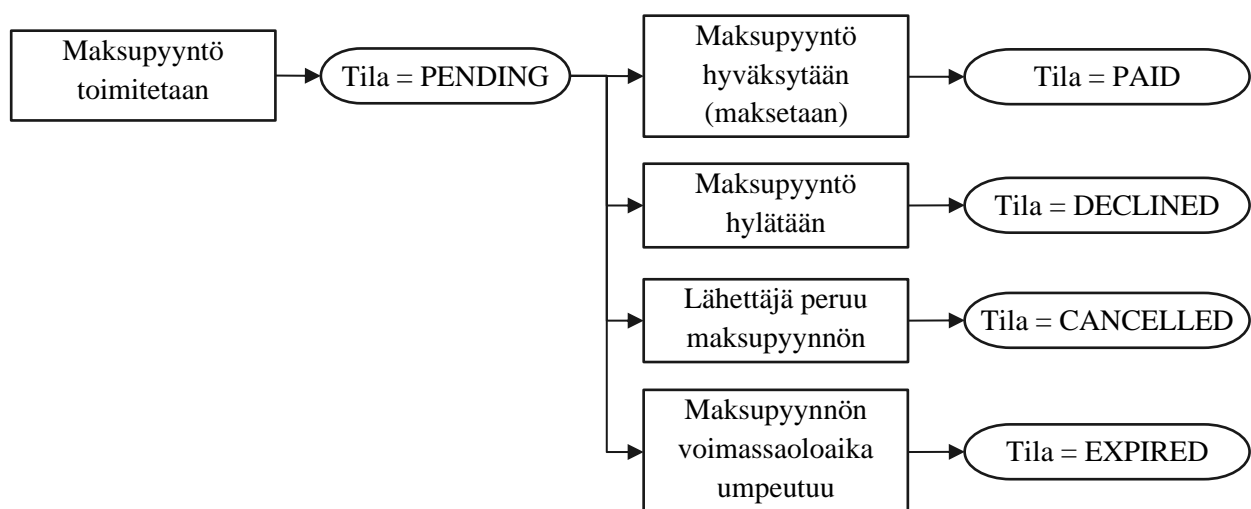 Maksupyyntö
toimitetaan
Tila = PENDING
Maksupyyntö
hyväksytään
(maksetaan)
Tila = PAID
Maksupyyntö
hylätään
Tila = DECLINED
Lähettäjä peruu
maksupyynnön
Tila = CANCELLED
Maksupyynnön
voimassaoloaika
umpeutuu
Tila = EXPIRED